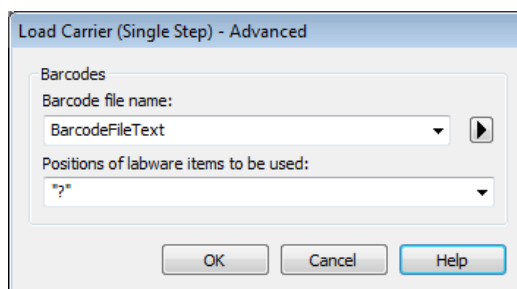 Load Carrier (Single Step) - Advanced
Barcodes
Barcode file name:
BarcodeFileText
Positions of labware items to be used:
"?"
OK Cancel Help